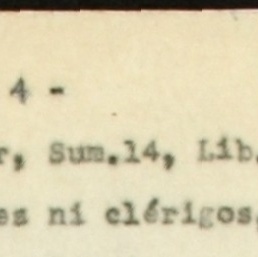 4 -
r, Sum.14, Lib.
es ni clérigos,